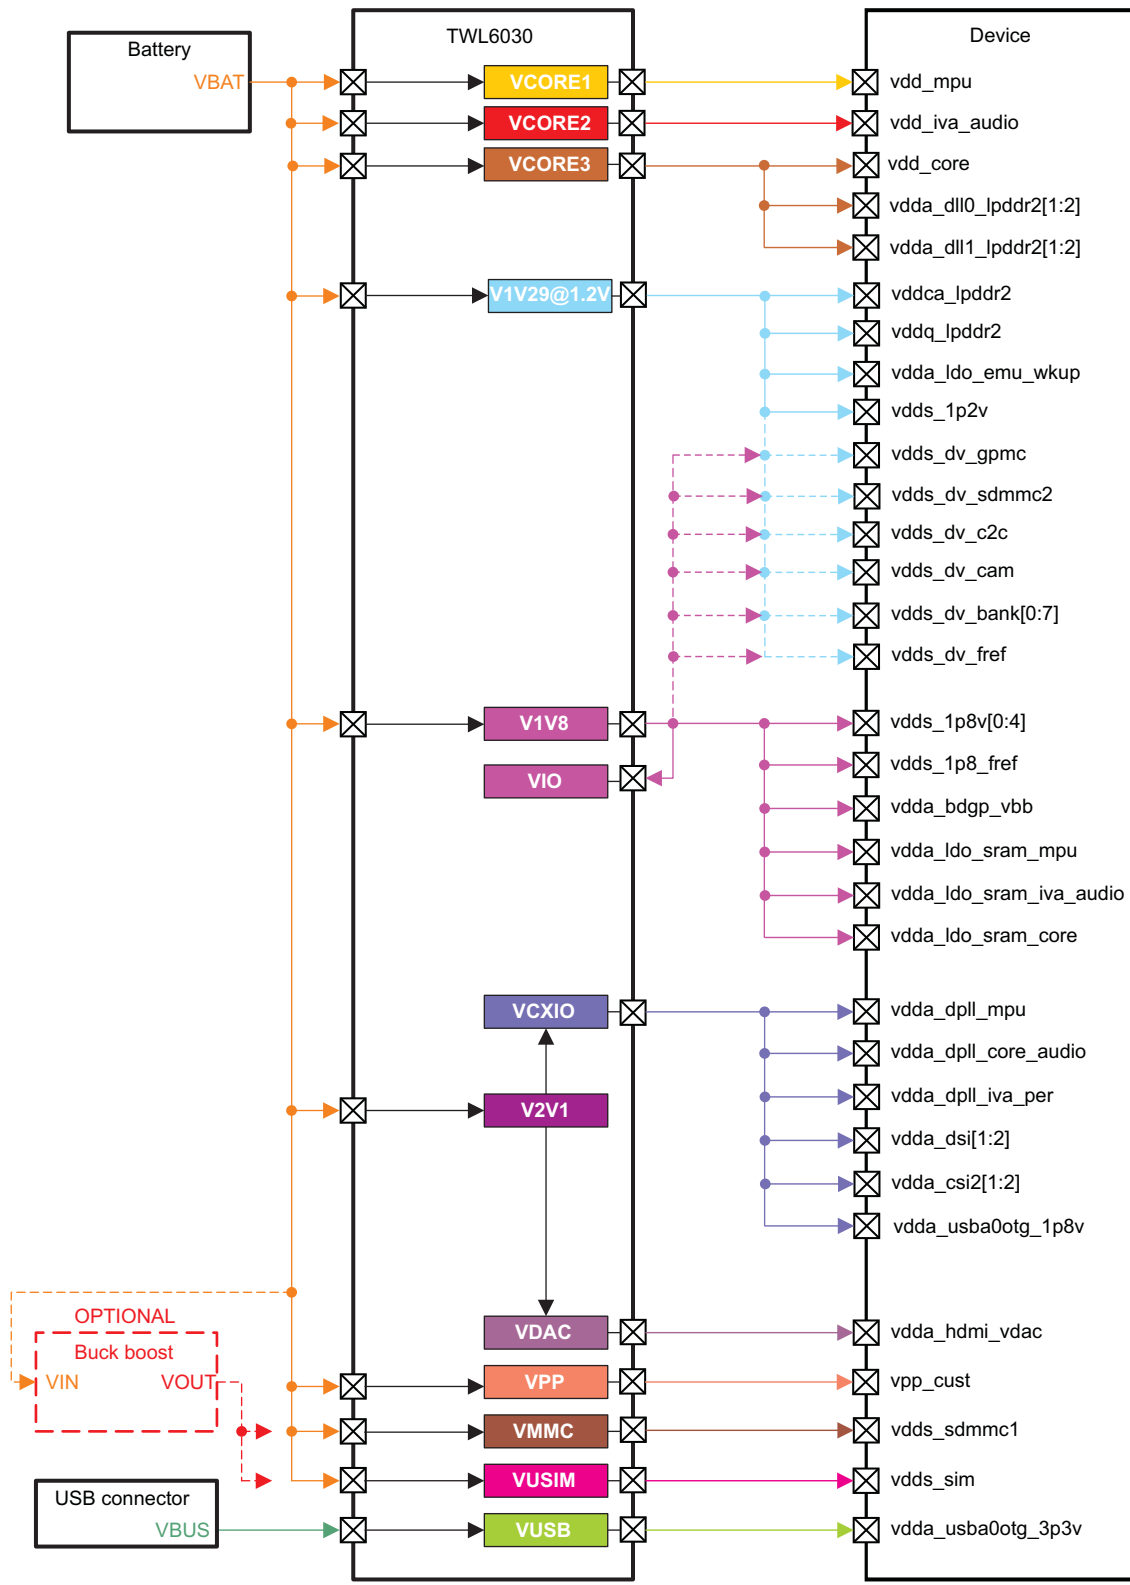 TWL6030
Device
Battery
VBAT
VCORE1
vdd_mpu
VCORE2
vdd_iva_audio
VCORE3
vdd_core
vdda_dll0_lpddr2[1:2]
vdda_dll1_lpddr2[1:2]
V1V29@1.2V
vddca_lpddr2
vddq_lpddr2
vdda_ldo_emu_wkup
vdds_1p2v
vdds_dv_gpmc
vdds_dv_sdmmc2
vdds_dv_c2c
vdds_dv_cam
vdds_dv_bank[0:7]
vdds_dv_fref
V1V8
vdds_1p8v[0:4]
vdds_1p8_fref
VIO
vdda_bdgp_vbb
vdda_ldo_sram_mpu
vdda_ldo_sram_iva_audio
vdda_ldo_sram_core
VCXIO
vdda_dpll_mpu
vdda_dpll_core_audio
vdda_dpll_iva_per
V2V1
vdda_dsi[1:2]
vdda_csi2[1:2]
vdda_usba0otg_1p8v
OPTIONAL
Buck boost
VIN
VOUT
VDAC
vdda_hdmi_vdac
VPP
vpp_cust
VMMC
vdds_sdmmc1
VUSIM
vdds_sim
USB connector
VBUS
VUSB
vdda_usba0otg_3p3v